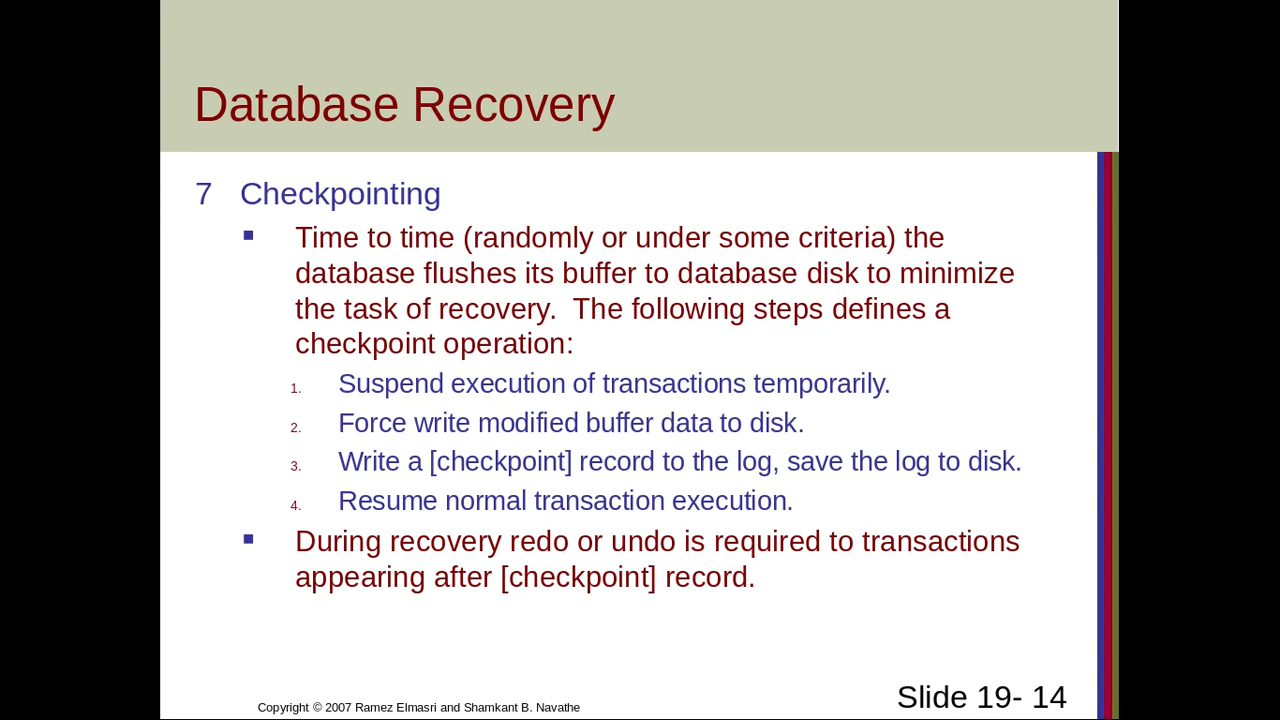 Database Recovery
7 Checkpointing
▪ Time to time (randomly or under some criteria) the
database flushes its buffer to database disk to minimize
the task of recovery.  The following steps defines a
checkpoint operation:
1. Suspend execution of transactions temporarily.
2. Force write modified buffer data to disk.
3. Write a [checkpoint] record to the log, save the log to disk.
4. Resume normal transaction execution.
▪ During recovery redo or undo is required to transactions
appearing after [checkpoint] record.
Copyright © 2007 Ramez Elmasri and Shamkant B. Navathe
Slide 19- 14